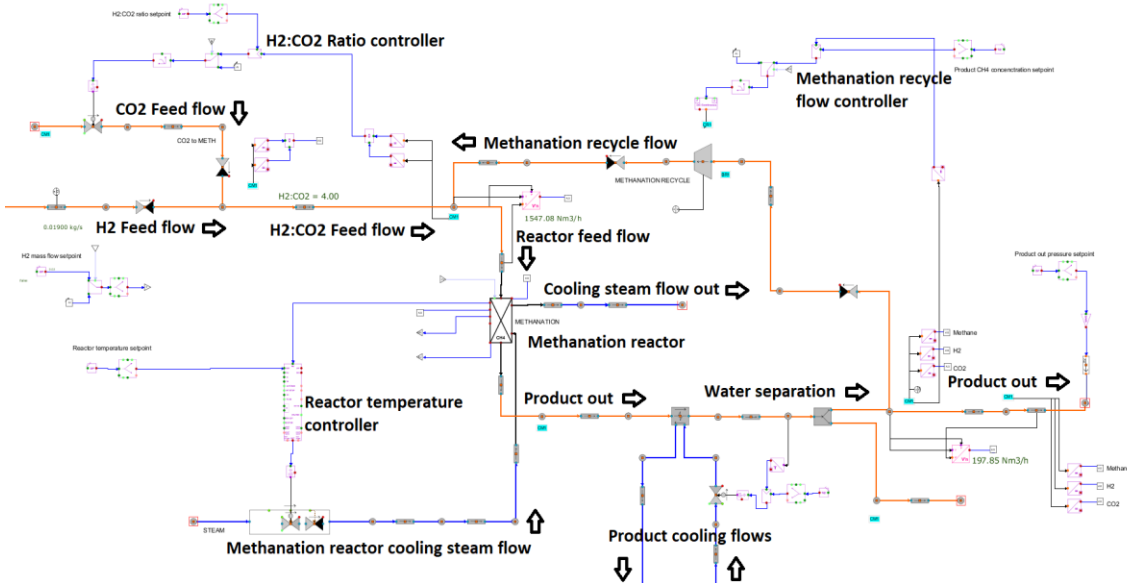 H2:CO2 ratio setpoint
H2:CO2 Ratio controller
Methanation recycle
flow controller
Product CH4 concenctration setpoint
CO2 Feed flow
CO2 to METH
Methanation recycle flow
METHANATION RECYCLE
H2:CO2 = 4.00
1547.08 Nm3/h
0.01900 kg/s
H2 Feed flow
H2:CO2 Feed flow
Reactor feed flow
H2 mass flow setpoint
Product out pressure setpoint
Cooling steam flow out
METHANATION
CH4
Methanation reactor
Methane
H2
CO2
Reactor temperature setpoint
Reactor temperature
controller
Product out
Water separation
Product out
197.85 Nm3/h
Methan
H2
CO2
STEAM
Methanation reactor cooling steam flow
Product cooling flows